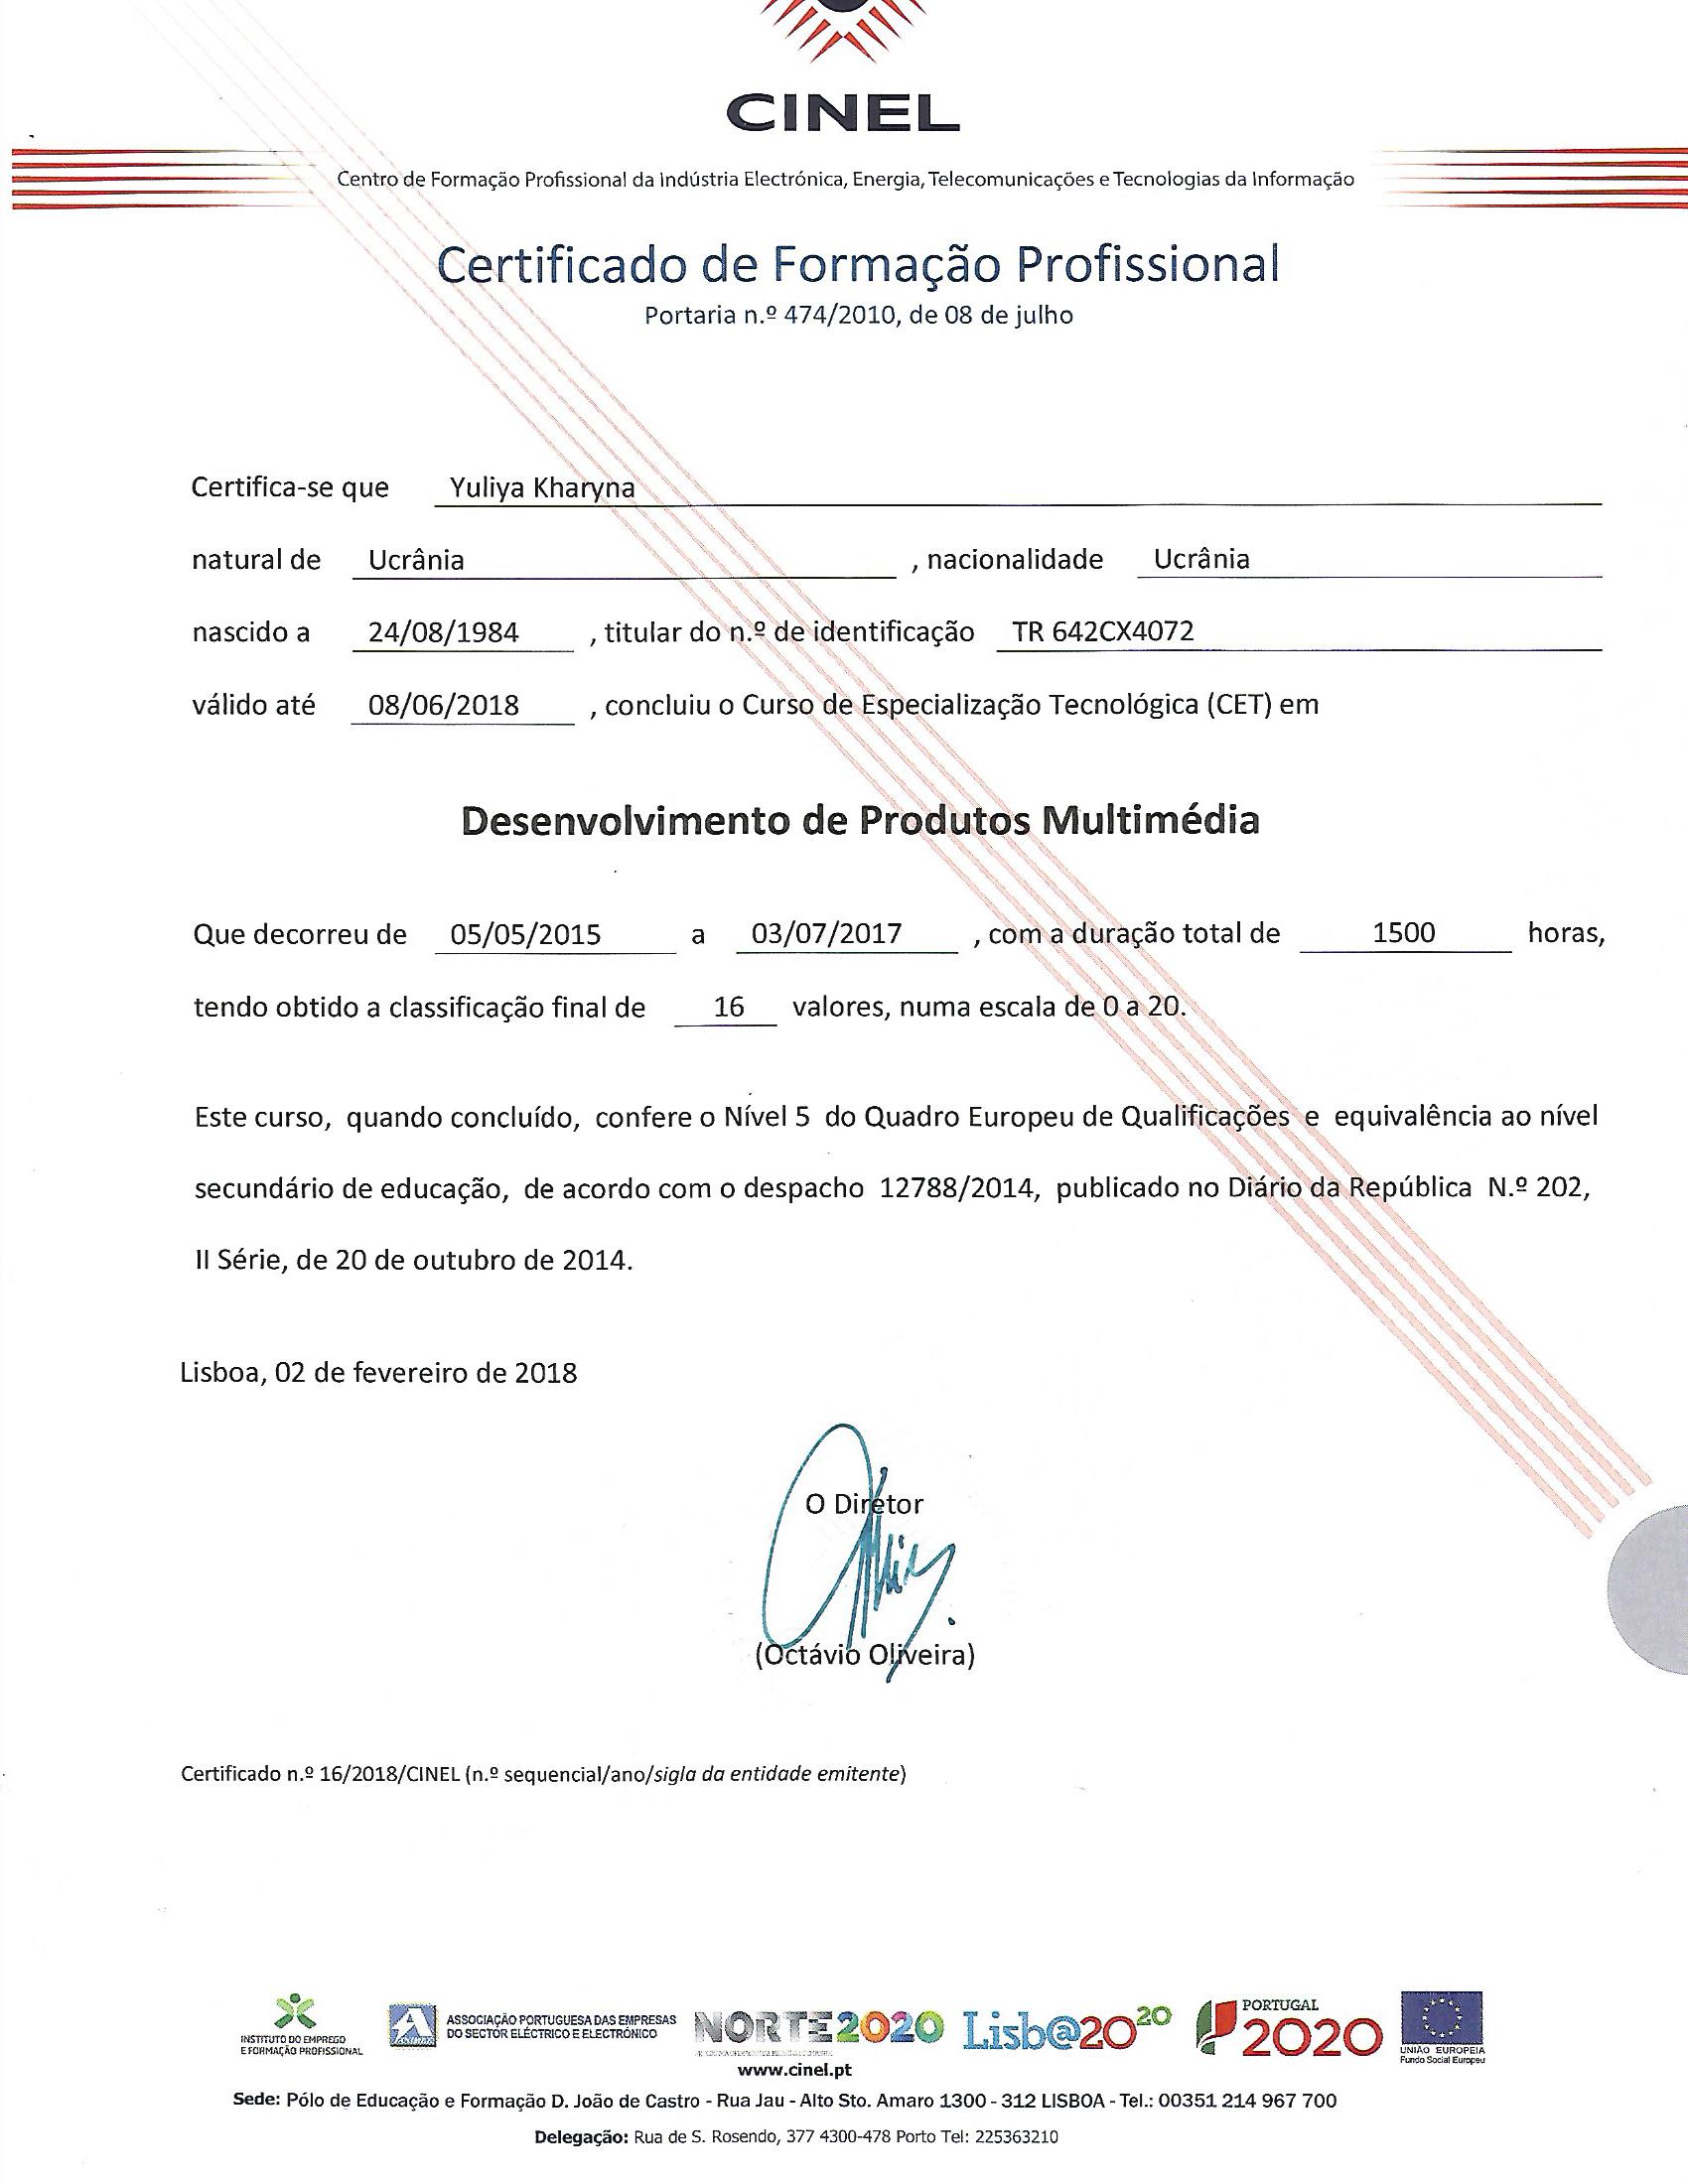 CINEL
Centro de Formação Profissional da Indústria Electrónica, Energia, Telecomunicações e Tecnologias da Informação
Certificado de Formação Profissional
Portaria n.º 474/2010, de 08 de julho
Certifica-se que Yuliya Kharyna
natural de Ucrânia , nacionalidade Ucrânia
nascido a 24/08/1984 , titular do n.º de identificação TR 642CX4072
válido até 08/06/2018 , concluiu o Curso de Especialização Tecnológica (CET) em
Desenvolvimento de Produtos Multimédia
Que decorreu de 05/05/2015 a 03/07/2017 , com a duração total de 1500 horas,
tendo obtido a classificação final de 16 valores, numa escala de 0 a 20.
Este curso, quando concluído, confere o Nível 5 do Quadro Europeu de Qualificações e equivalência ao nível
secundário de educação, de acordo com o despacho 12788/2014, publicado no Diário da República N.º 202,
II Série, de 20 de outubro de 2014.
Lisboa, 02 de fevereiro de 2018
O Diretor
(Octávio Oliveira)
Certificado n.º 16/2018/CINEL (n.º sequencial/ano/sigla da entidade emitente)
INSTITUTO DO EMPREGO
E FORMAÇÃO PROFISSIONAL
ASSOCIAÇÃO PORTUGUESA DAS EMPRESAS
DO SECTOR ELÉCTRICO E ELECTRÓNICO
NORTE2020
Lisb@2020
PORTUGAL
2020
UNIÃO EUROPEIA
Fundo Social Europeu
www.cinel.pt
Sede: Pólo de Educação e Formação D. João de Castro - Rua Jau - Alto Sto. Amaro 1300 - 312 LISBOA - Tel.: 00351 214 967 700
Delegação: Rua de S. Rosendo, 377 4300-478 Porto Tel: 225363210